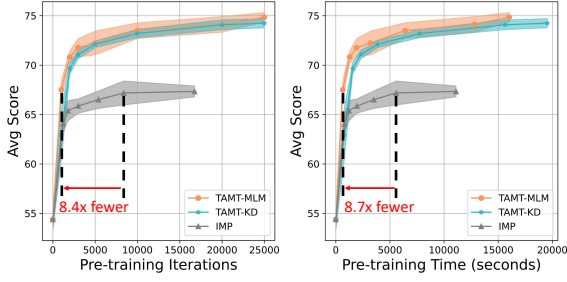 75
70
65
60
55
Avg Score
8.4x fewer
TAMT-MLM
TAMT-KD
IMP
0 5000 10000 15000 20000 25000
Pre-training Iterations
75
70
65
60
55
Avg Score
8.7x fewer
TAMT-MLM
TAMT-KD
IMP
0 5000 10000 15000 20000
Pre-training Time (seconds)